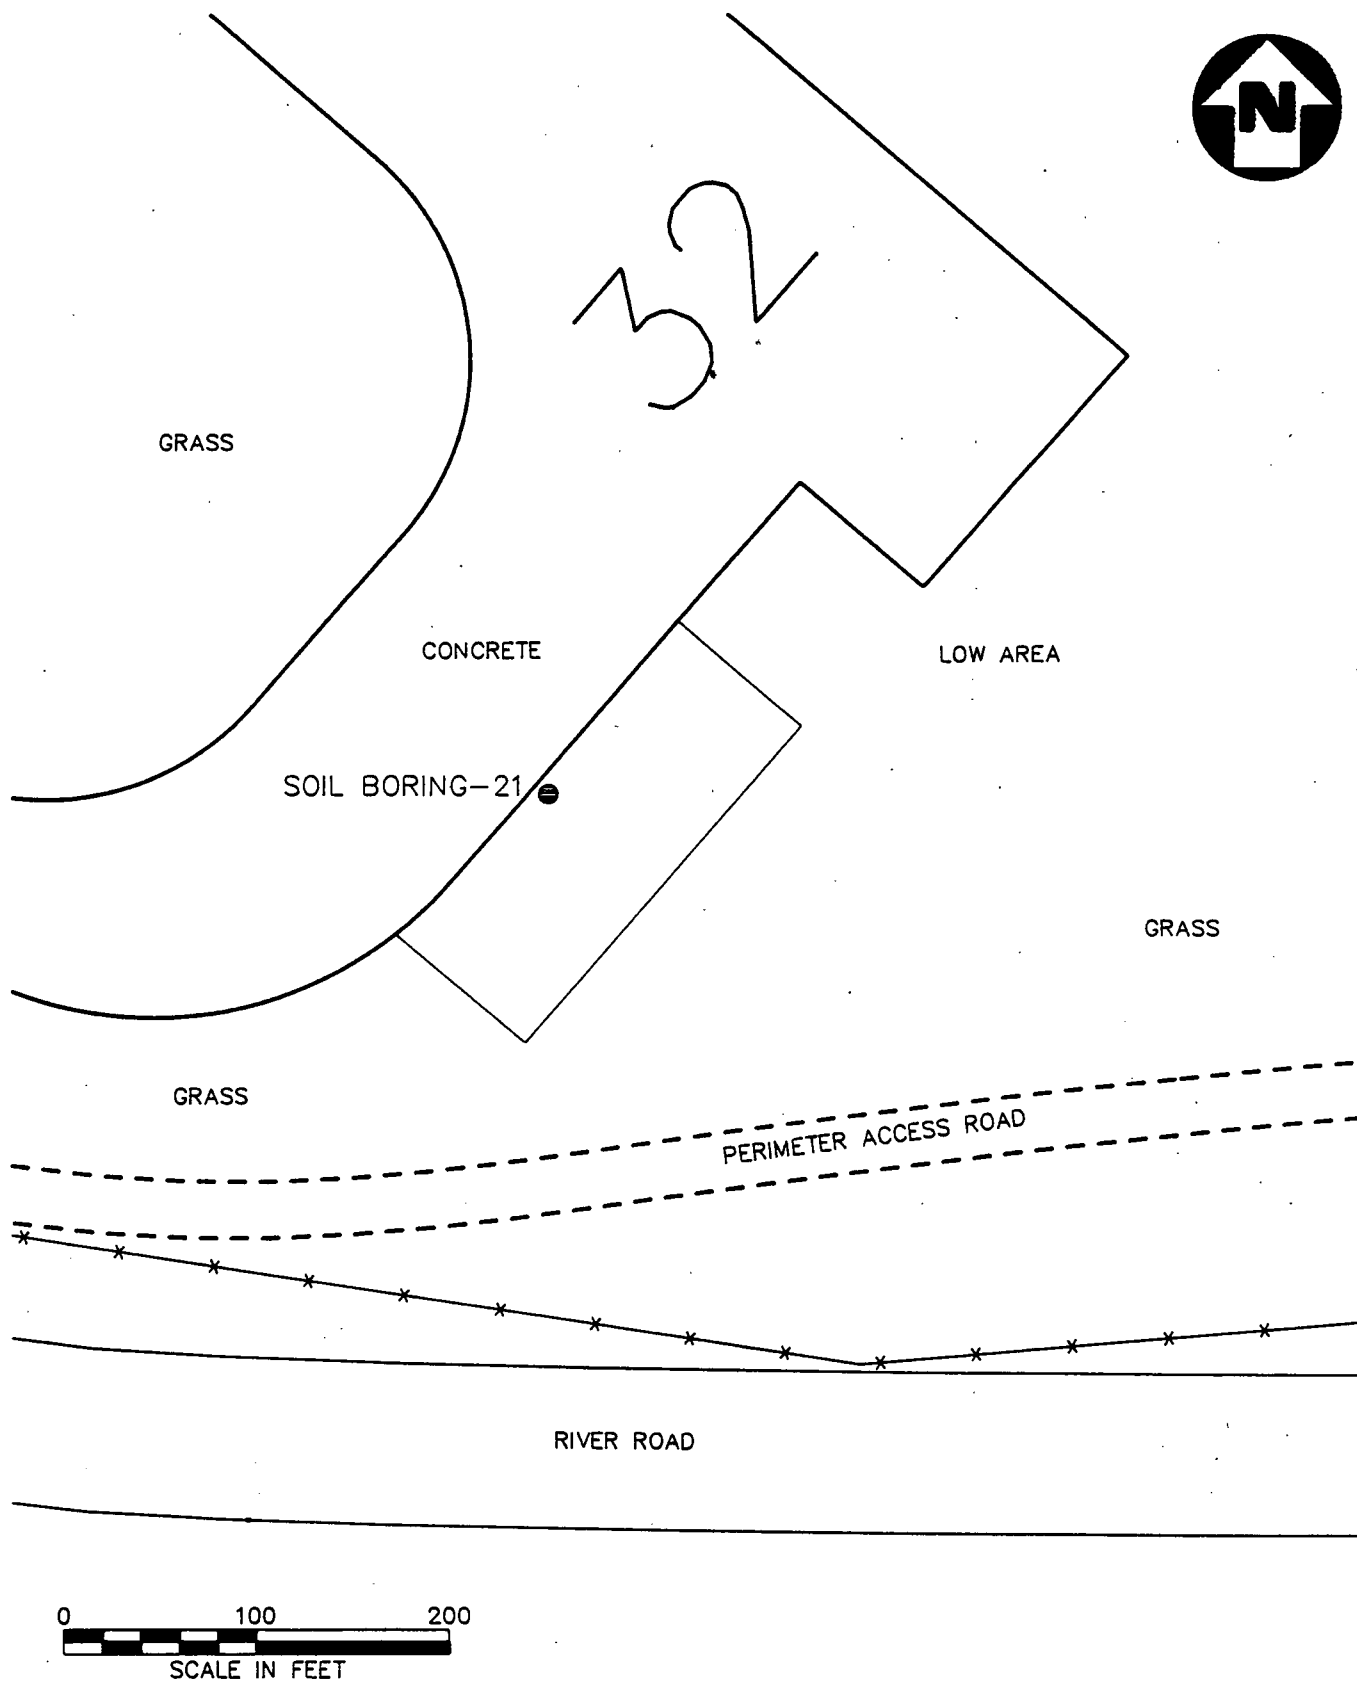 N
32
GRASS
CONCRETE
LOW AREA
SOIL BORING-21
GRASS
GRASS
PERIMETER ACCESS ROAD
RIVER ROAD
0 100 200
SCALE IN FEET